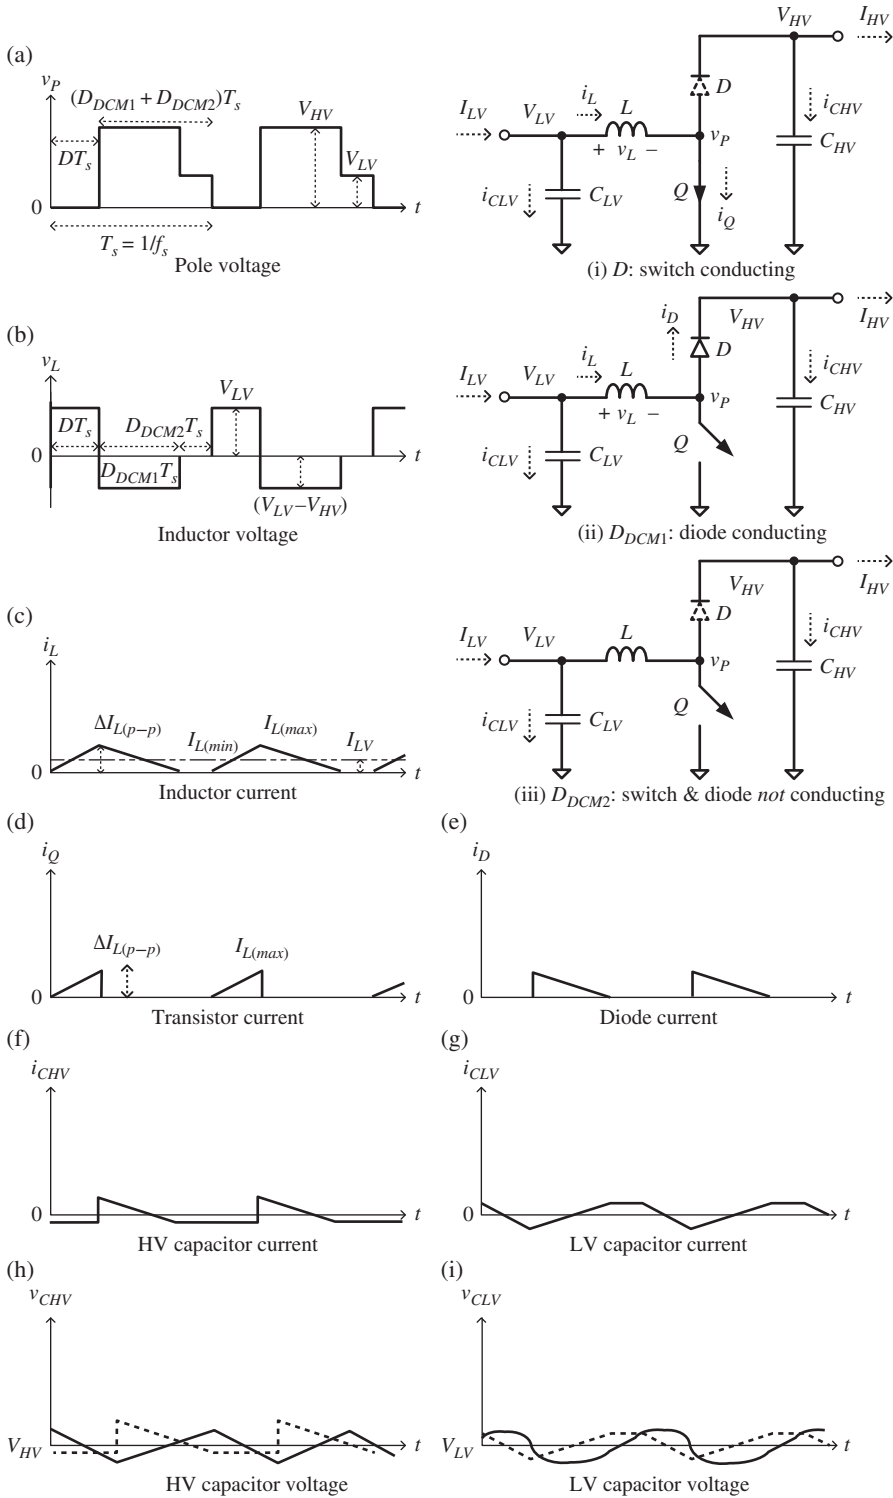 (a)
v_P
(D_DCM1 + D_DCM2)T_s
V_HV
DT_s
V_LV
0
t
T_s = 1/f_s
Pole voltage
V_HV
I_HV
D
i_L
L
I_LV
V_LV
v_P
i_CHV
C_HV
+ v_L −
i_CLV
C_LV
Q
i_Q
(i) D: switch conducting
(b)
v_L
V_LV
DT_s
D_DCM2T_s
0
t
D_DCM1T_s
(V_LV−V_HV)
Inductor voltage
i_D
V_HV
I_HV
D
i_L
L
I_LV
V_LV
v_P
i_CHV
C_HV
+ v_L −
i_CLV
C_LV
Q
(ii) D_DCM1: diode conducting
(c)
i_L
ΔI_L(p−p)
I_L(min)
I_L(max)
I_LV
0
t
Inductor current
V_HV
I_HV
D
L
I_LV
V_LV
v_P
i_CHV
C_HV
i_CLV
C_LV
Q
(iii) D_DCM2: switch & diode not conducting
(d)
i_Q
ΔI_L(p−p)
I_L(max)
0
t
Transistor current
(e)
i_D
0
t
Diode current
(f)
i_CHV
0
t
HV capacitor current
(g)
i_CLV
0
t
LV capacitor current
(h)
v_CHV
V_HV
t
HV capacitor voltage
(i)
v_CLV
V_LV
t
LV capacitor voltage